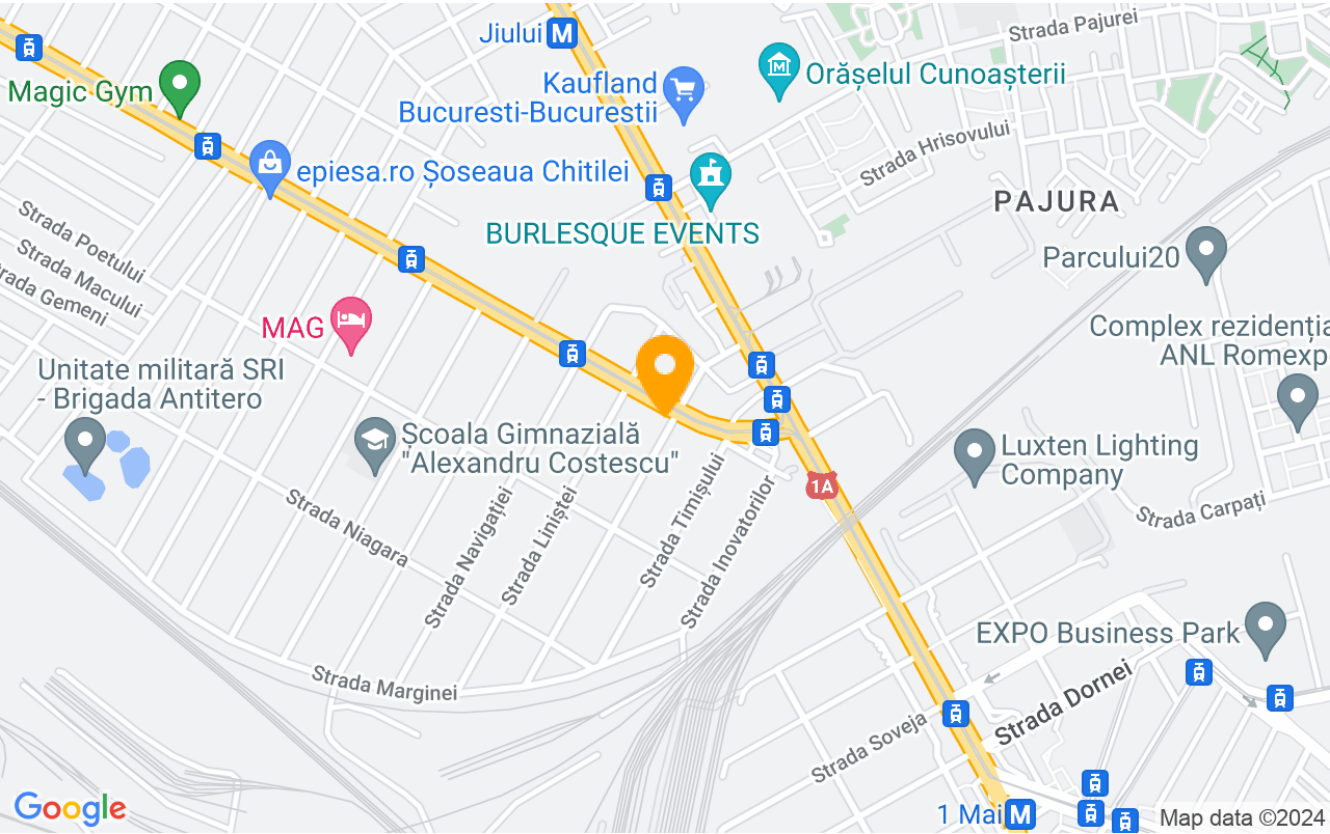 Strada Pajurei
Jiului M
Kaufland
Bucuresti-Bucurestii
Orășelul Cunoașterii
Magic Gym
Strada Hrisovului
epiesa.ro Șoseaua Chitilei
PAJURA
BURLESQUE EVENTS
Strada Poetului
Strada Macului
rada Gemeni
Parcului20
MAG
Complex rezidenția
ANL Romexp
Unitate militară SRI
- Brigada Antitero
Școala Gimnazială
"Alexandru Costescu"
Luxten Lighting
Company
1A
Strada Carpați
Strada Niagara
Strada Navigației
Strada Liniștei
Strada Timișului
Strada Inovatorilor
EXPO Business Park
Strada Marginei
Strada Dornei
Strada Soveja
Google
1 Mai M
Map data ©2024